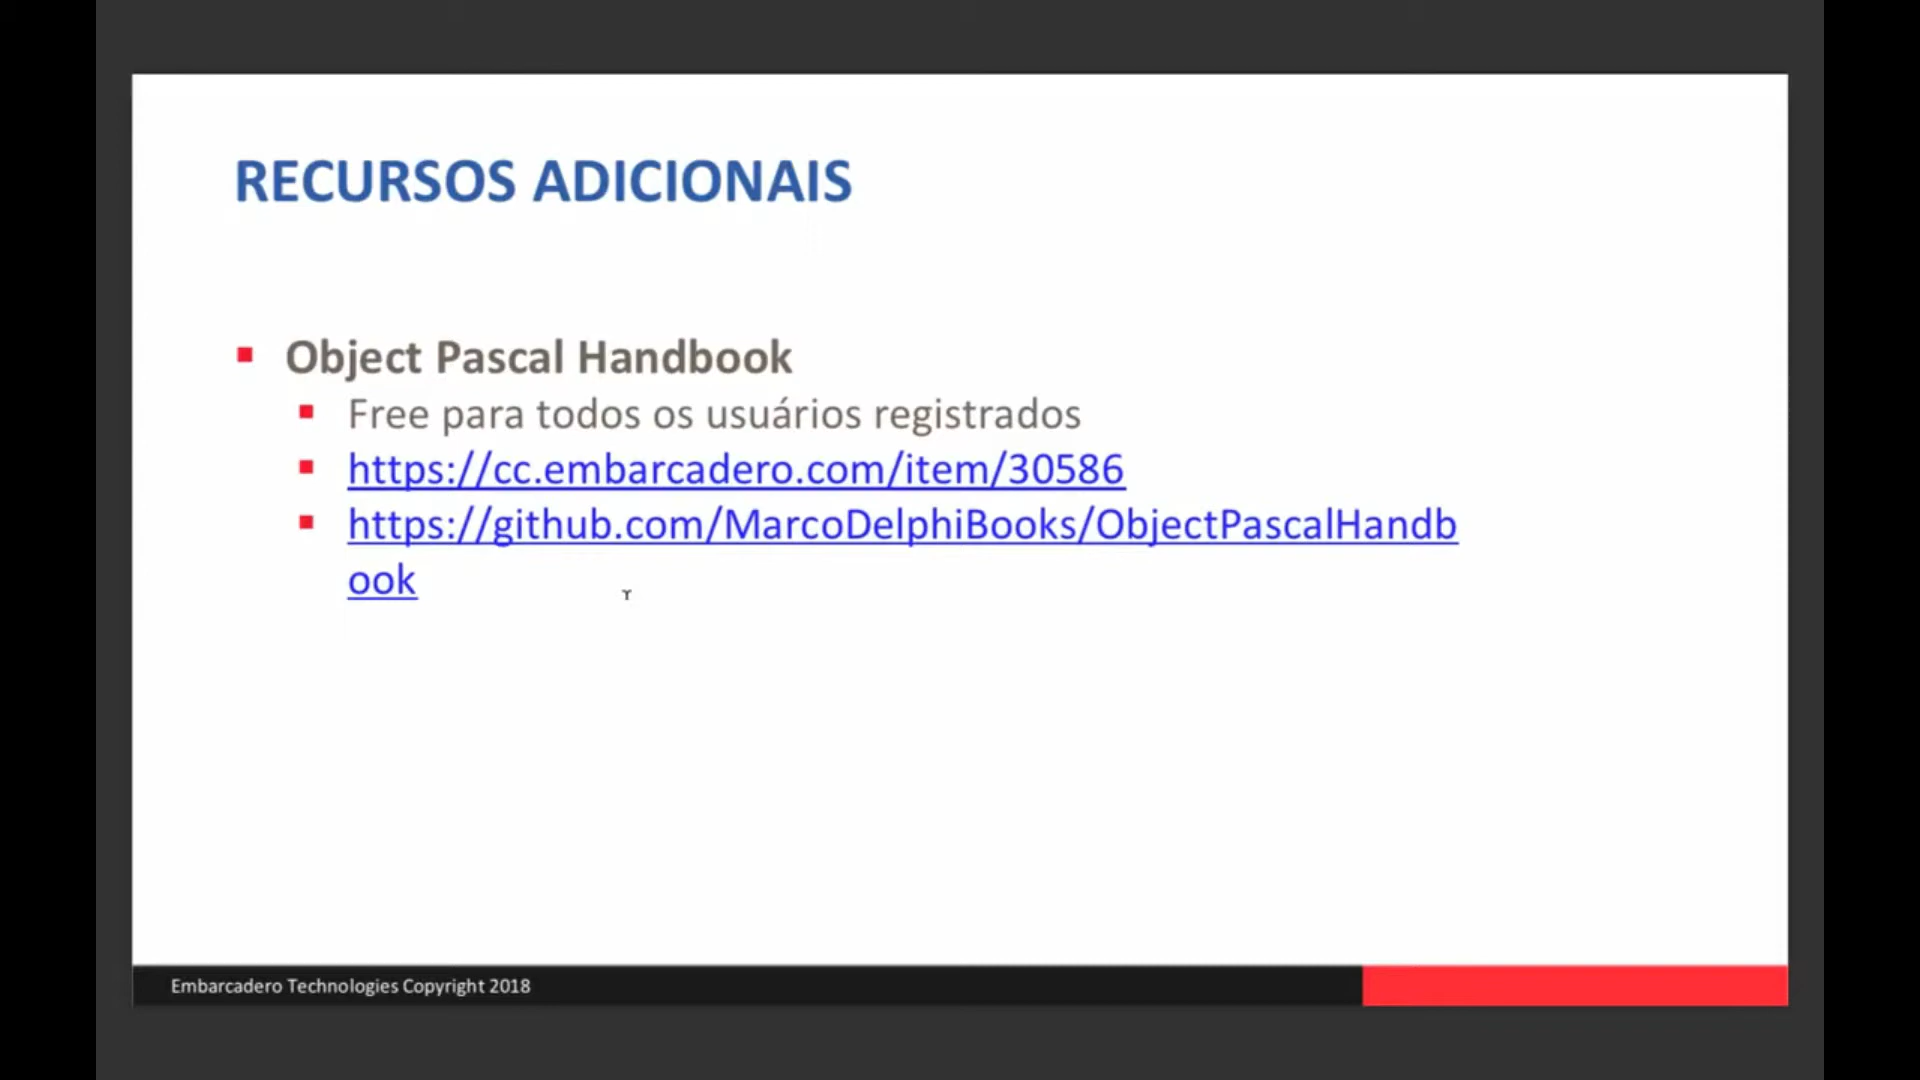 RECURSOS ADICIONAIS
Object Pascal Handbook
Free para todos os usuários registrados
https://cc.embarcadero.com/item/30586
https://github.com/MarcoDelphiBooks/ObjectPascalHandb
ook
Embarcadero Technologies Copyright 2018